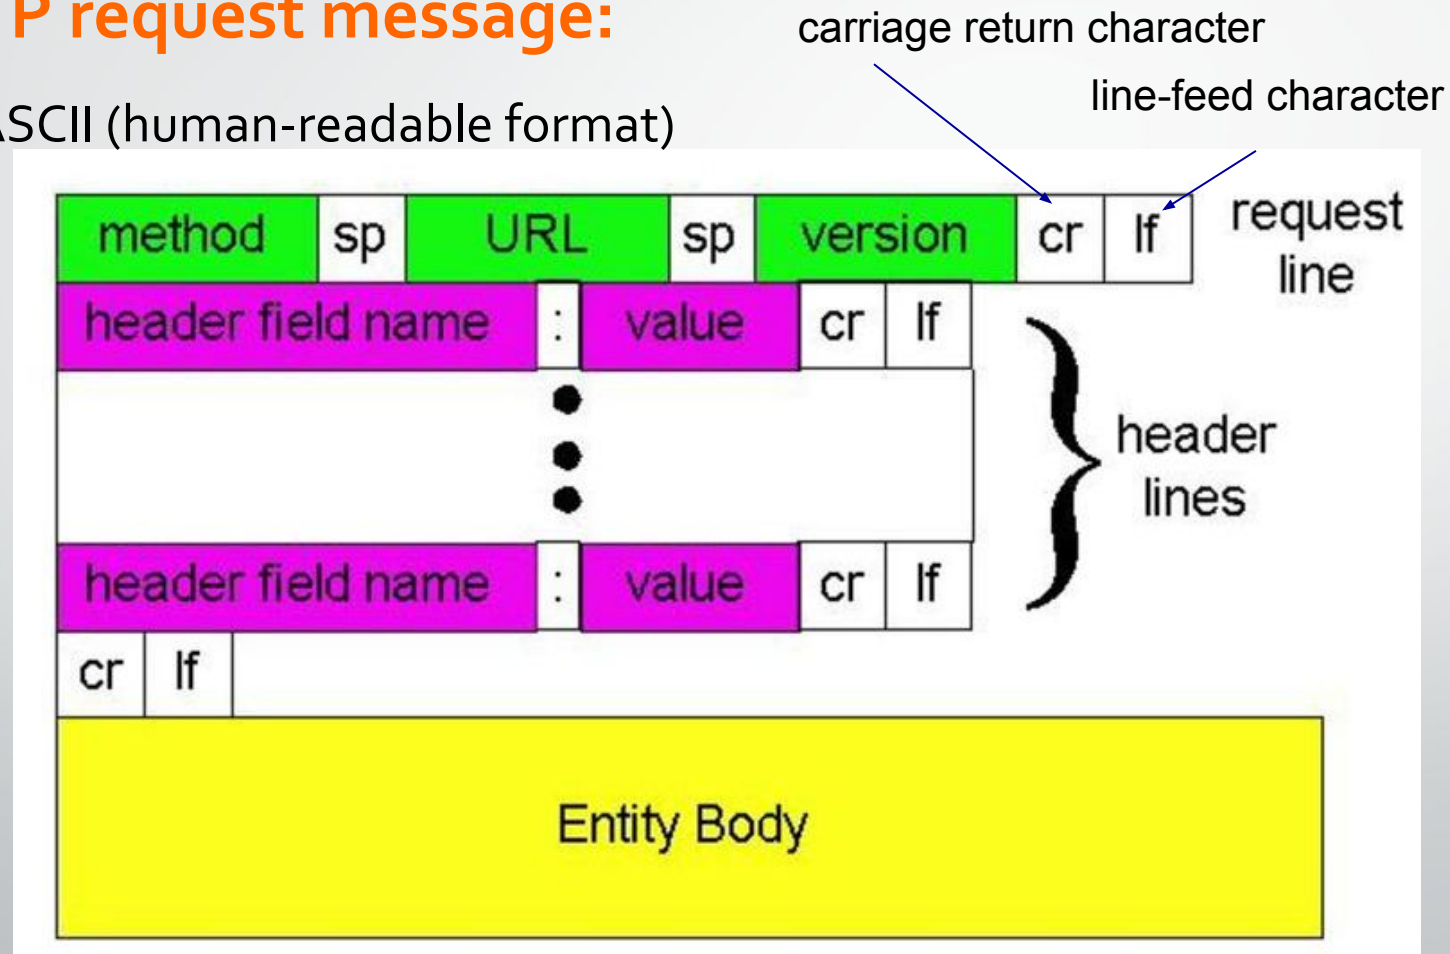 P request message:
carriage return character
line-feed character
ASCII (human-readable format)
method sp URL sp version cr lf
request
line
header field name : value cr lf
header
lines
header field name : value cr lf
cr lf
Entity Body